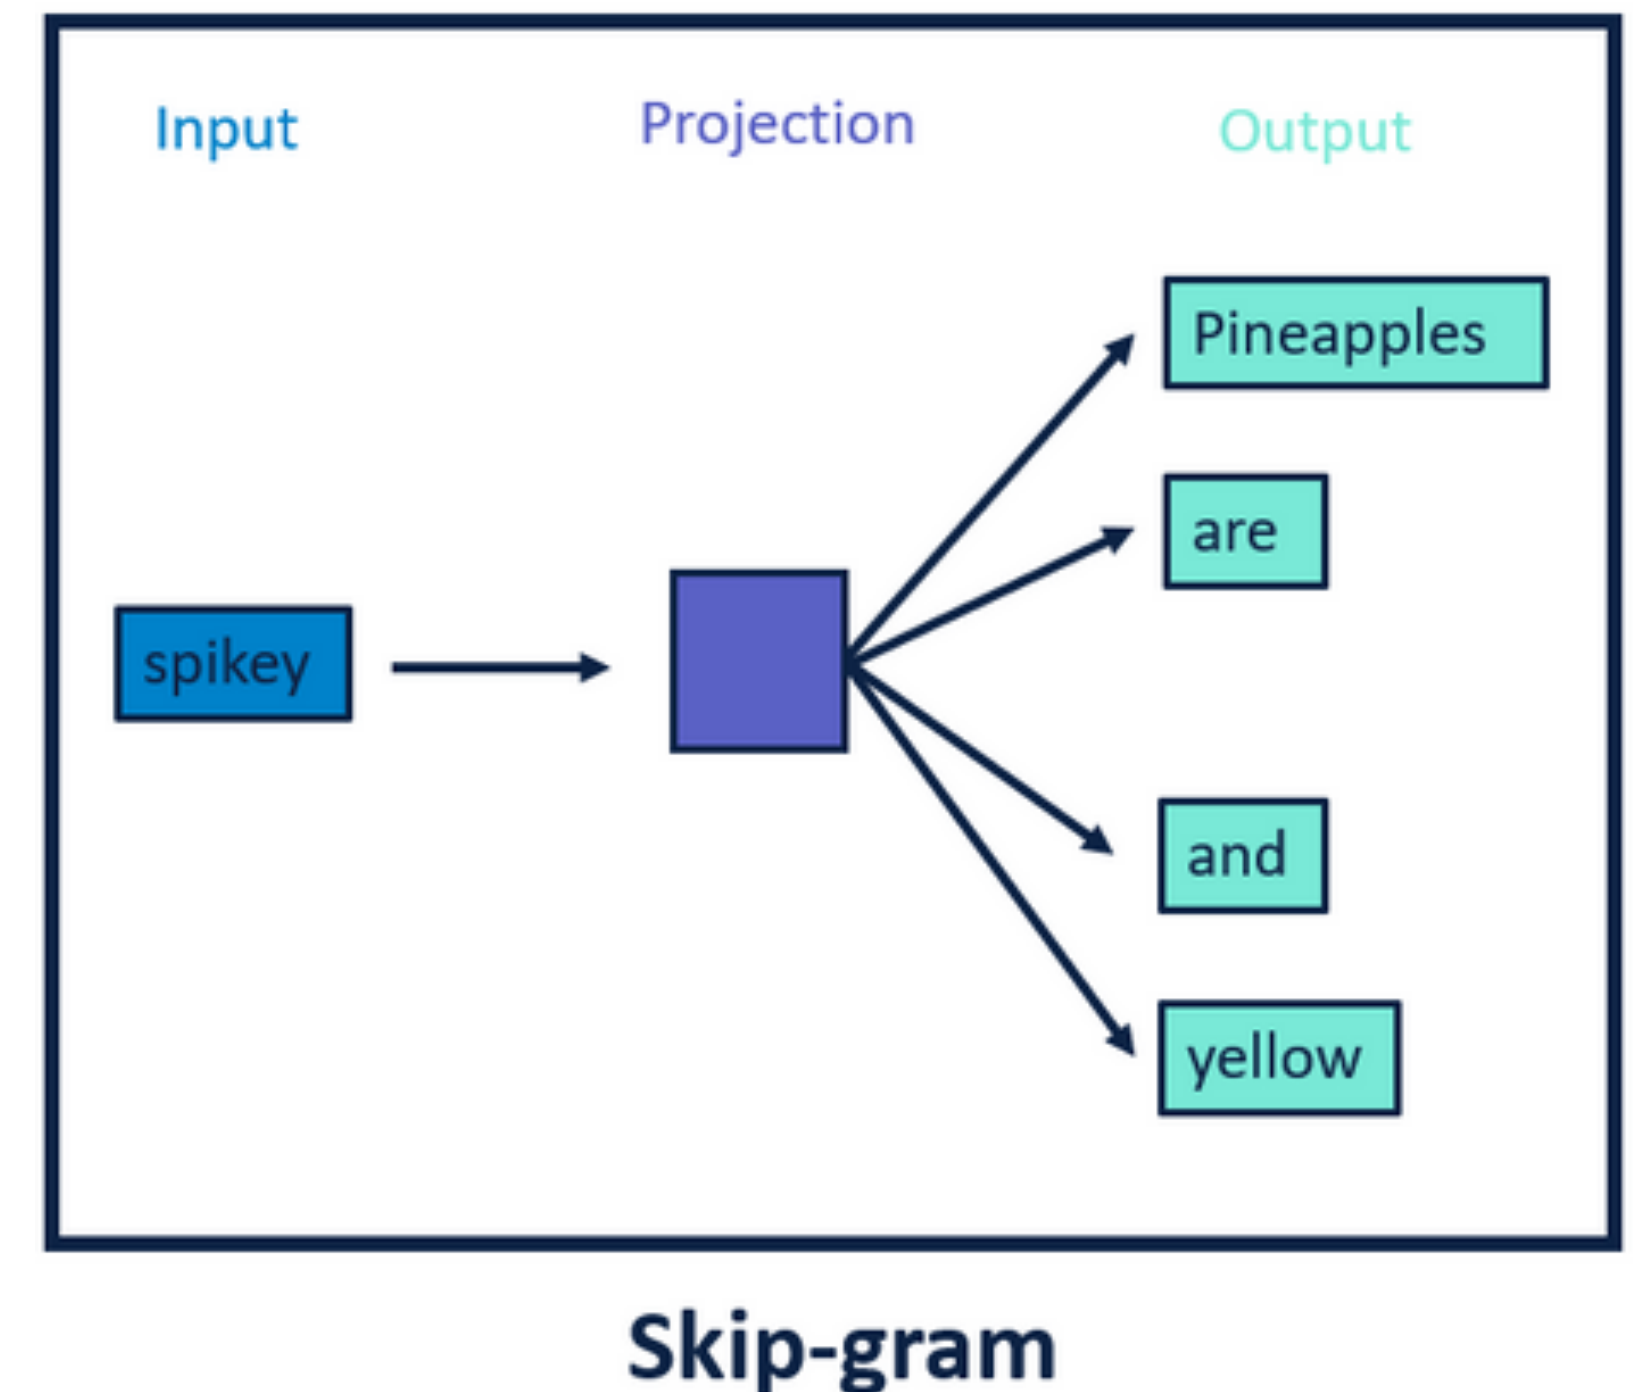 Input
Projection
Output
Pineapples
are
spikey
and
yellow
Skip-gram